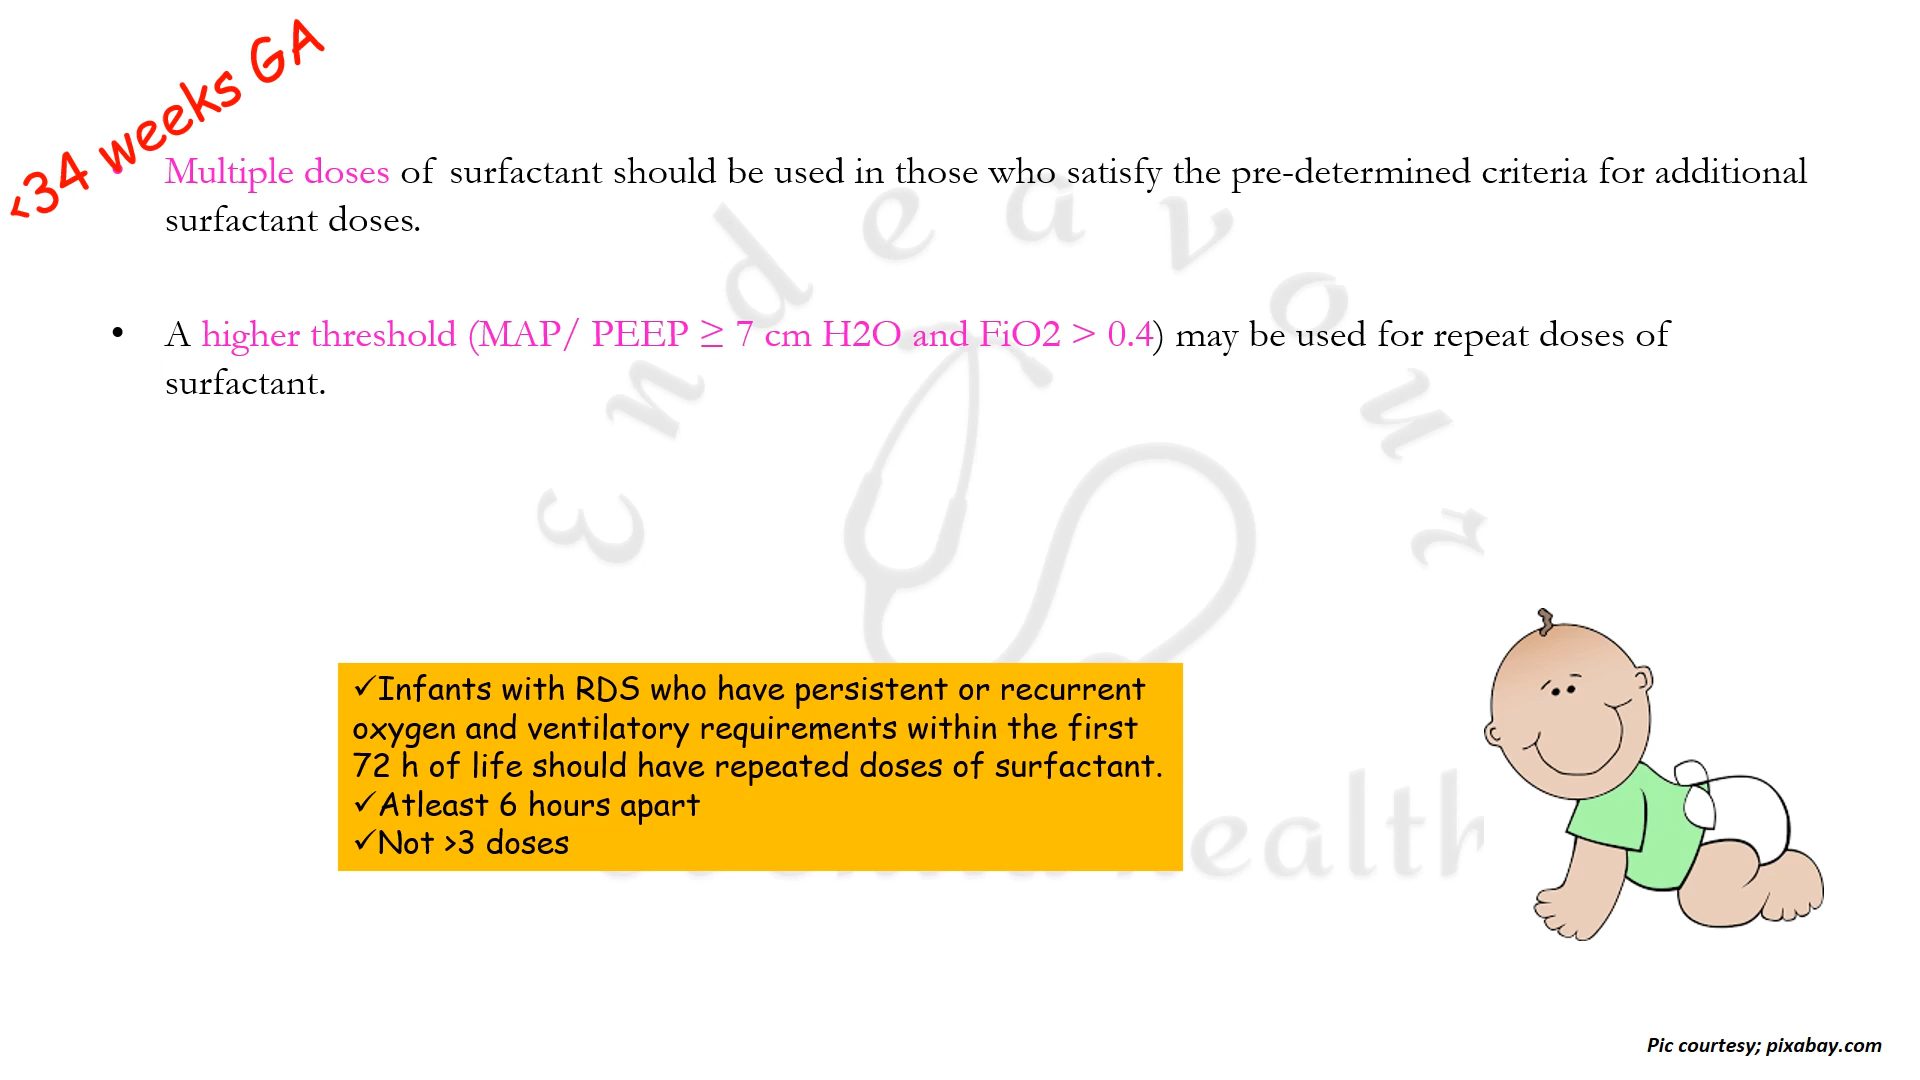 <34 weeks GA
• Multiple doses of surfactant should be used in those who satisfy the pre-determined criteria for additional
surfactant doses.
• A higher threshold (MAP/ PEEP ≥ 7 cm H2O and FiO2 > 0.4) may be used for repeat doses of
surfactant.
Endeavour
✓Infants with RDS who have persistent or recurrent
oxygen and ventilatory requirements within the first
72 h of life should have repeated doses of surfactant.
✓Atleast 6 hours apart
✓Not >3 doses
Pic courtesy; pixabay.com